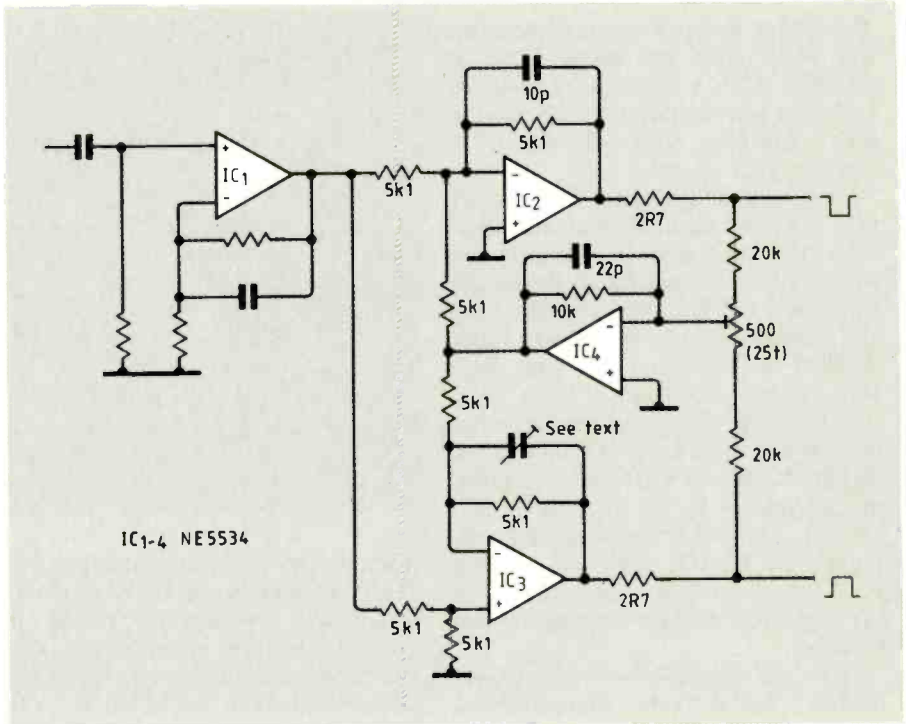 10p
5k1
IC1
5k1
IC2
2R7
20k
22p
10k
5k1
500
(25t)
IC4
5k1
See text
20k
5k1
IC1-4 NE5534
IC3
2R7
5k1
5k1